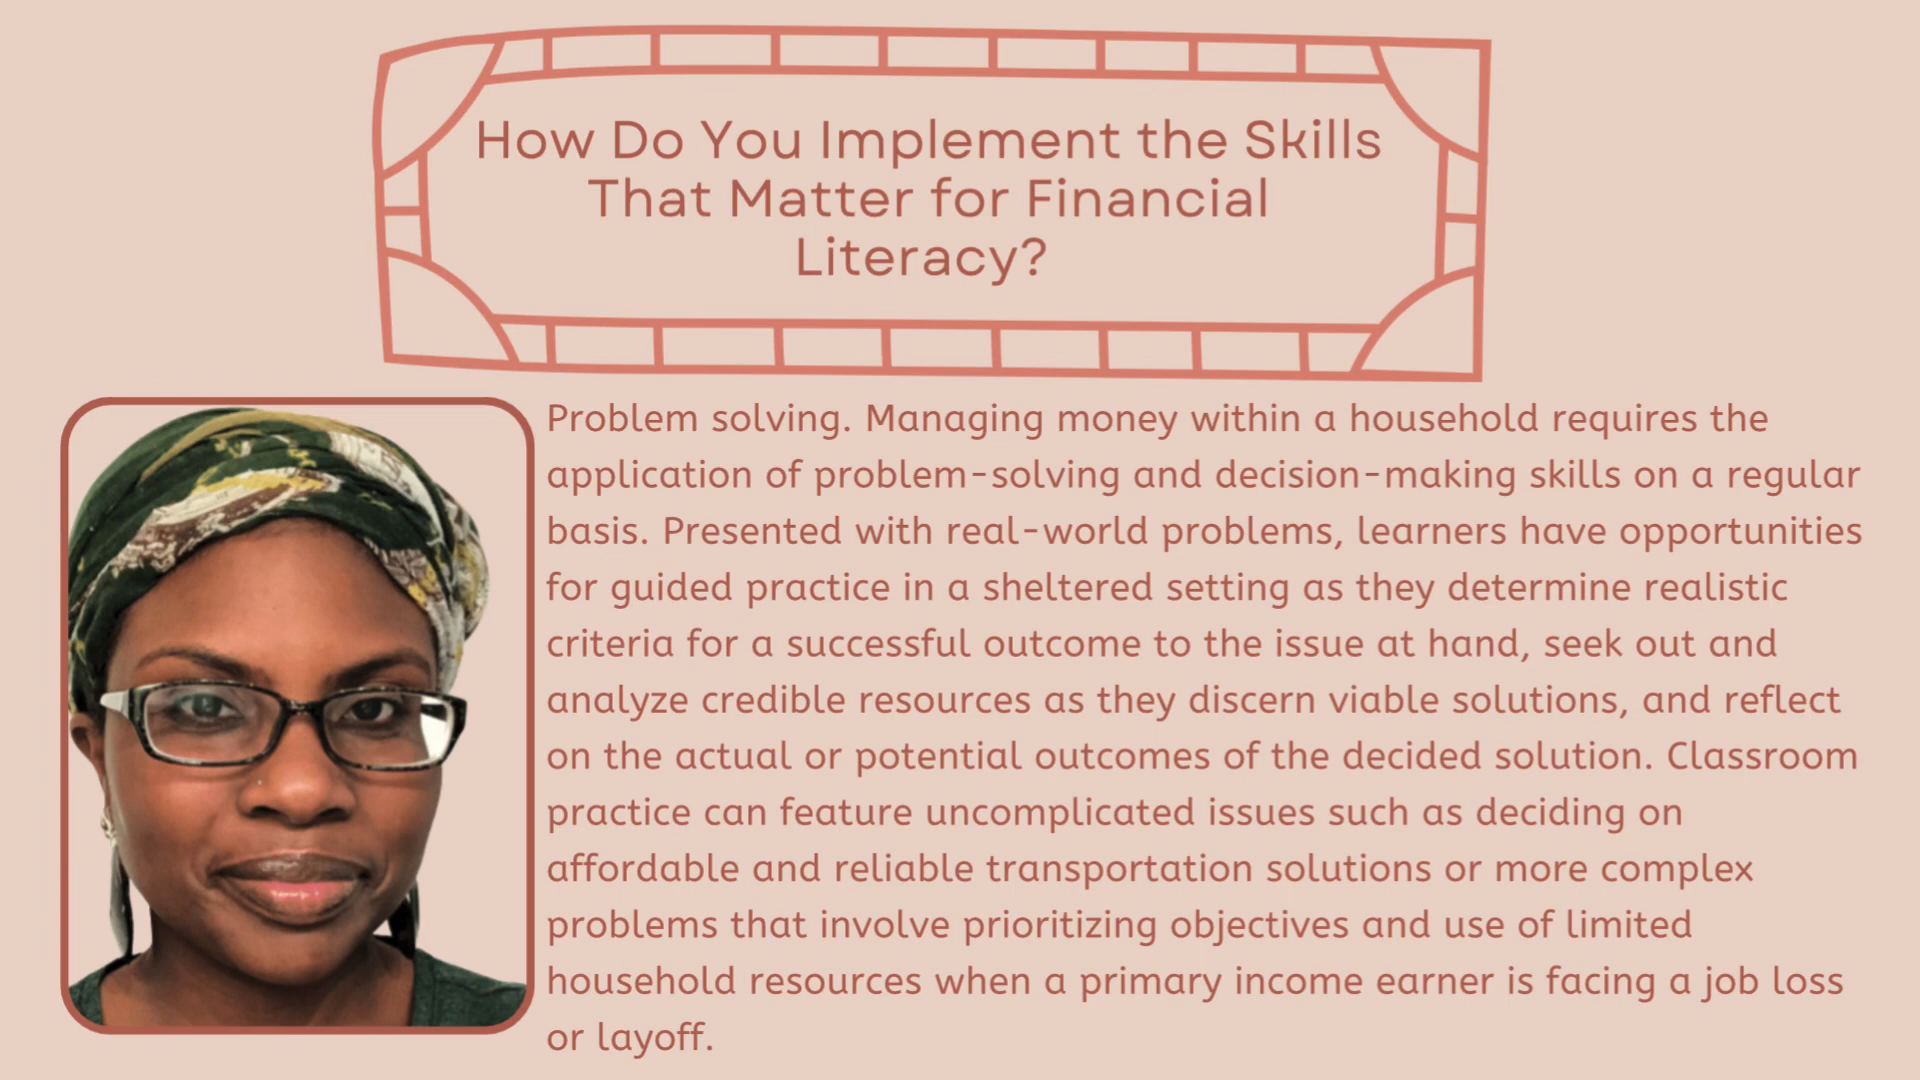 How Do You Implement the Skills
That Matter for Financial
Literacy?
Problem solving. Managing money within a household requires the
application of problem-solving and decision-making skills on a regular
basis. Presented with real-world problems, learners have opportunities
for guided practice in a sheltered setting as they determine realistic
criteria for a successful outcome to the issue at hand, seek out and
analyze credible resources as they discern viable solutions, and reflect
on the actual or potential outcomes of the decided solution. Classroom
practice can feature uncomplicated issues such as deciding on
affordable and reliable transportation solutions or more complex
problems that involve prioritizing objectives and use of limited
household resources when a primary income earner is facing a job loss
or layoff.